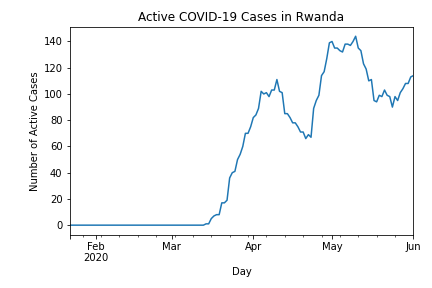 Active COVID-19 Cases in Rwanda
140
120
100
80
60
40
20
0
Number of Active Cases
Feb
2020
Mar
Apr
May
Jun
Day